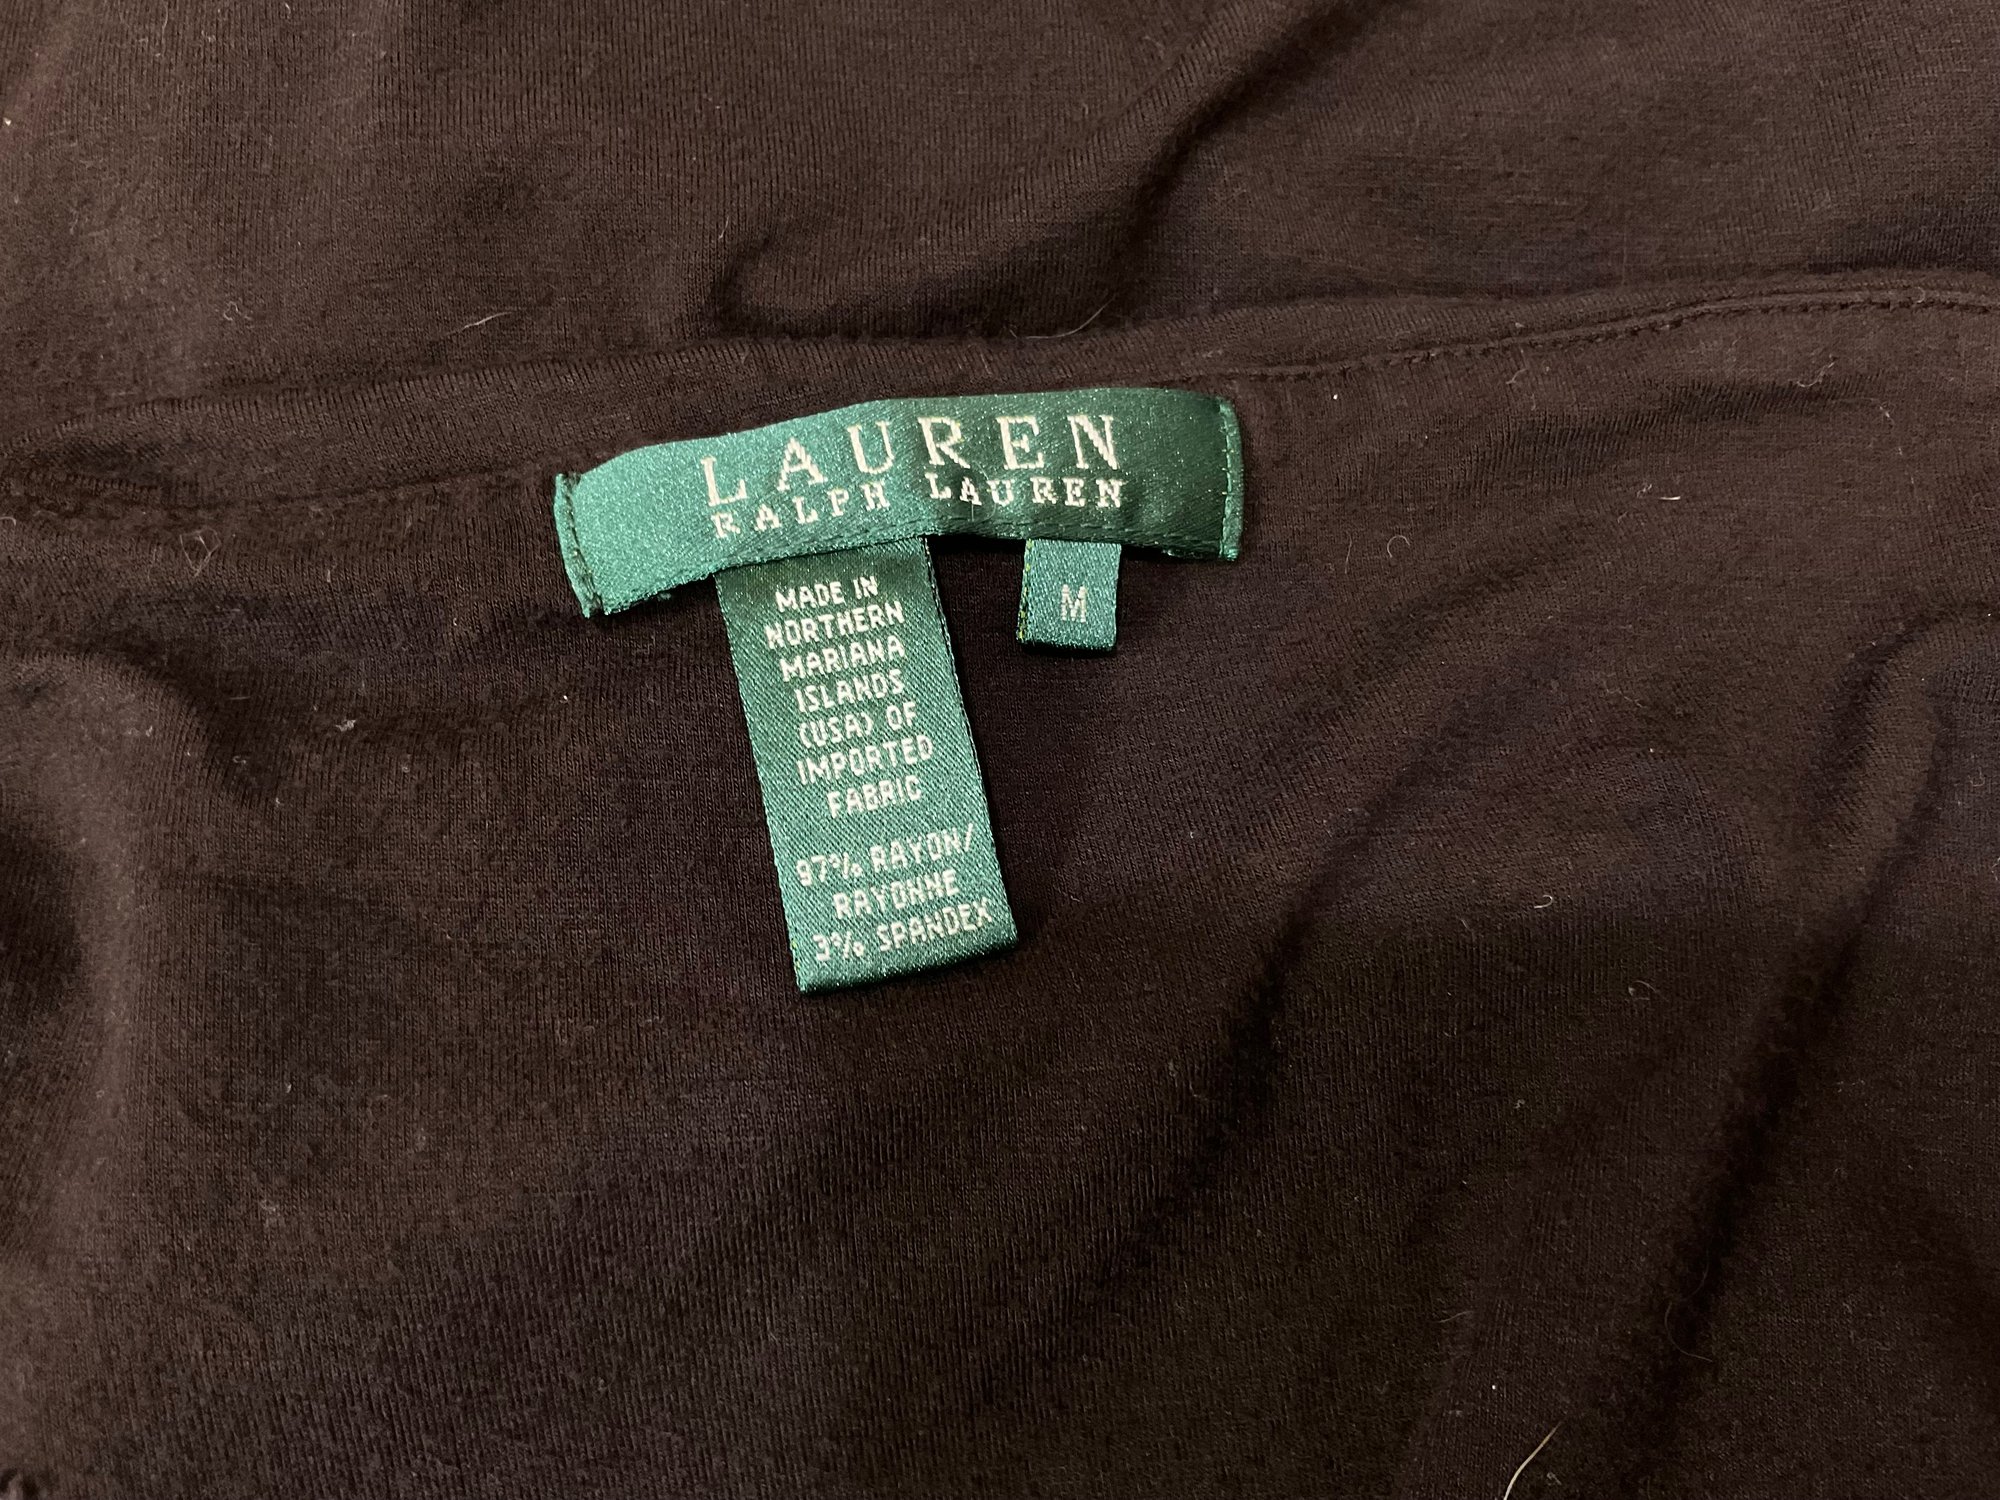 LAUREN
RALPH LAUREN
M
MADE IN
NORTHERN
MARIANA
ISLANDS
(USA) OF
IMPORTED
FABRIC
97% RAYON/
RAYONNE
3% SPANDEX